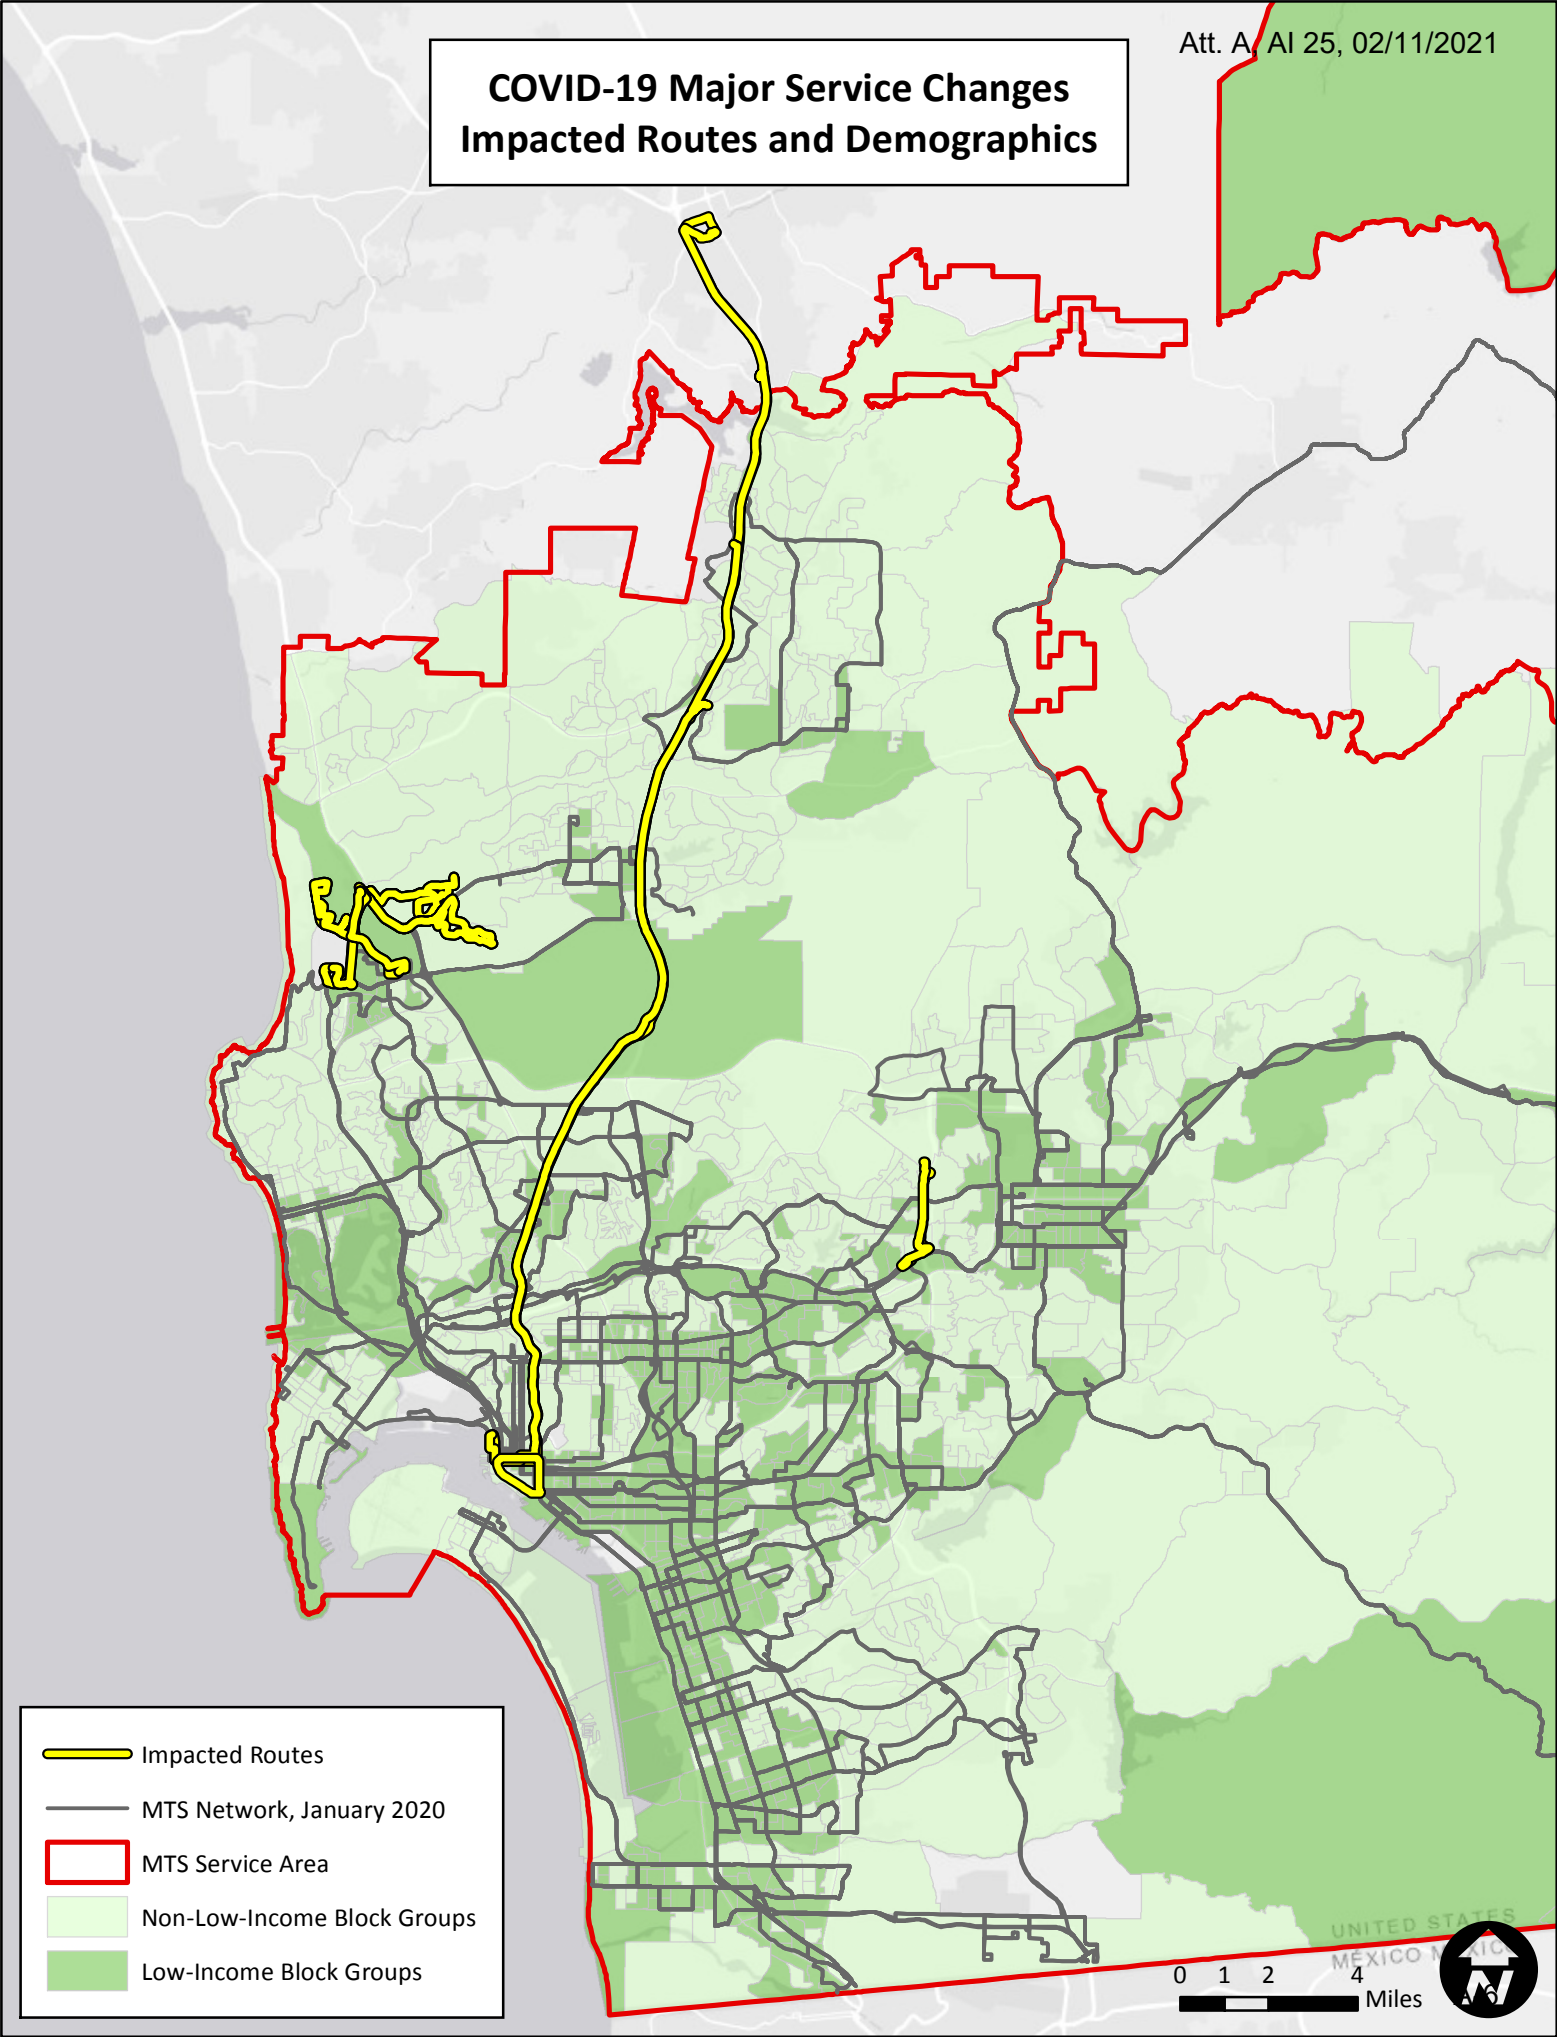 Att. A, AI 25, 02/11/2021
COVID-19 Major Service Changes
Impacted Routes and Demographics
Impacted Routes
MTS Network, January 2020
MTS Service Area
Non-Low-Income Block Groups
Low-Income Block Groups
UNITED STATES
MÉXICO
0 1 2 4
Miles
N